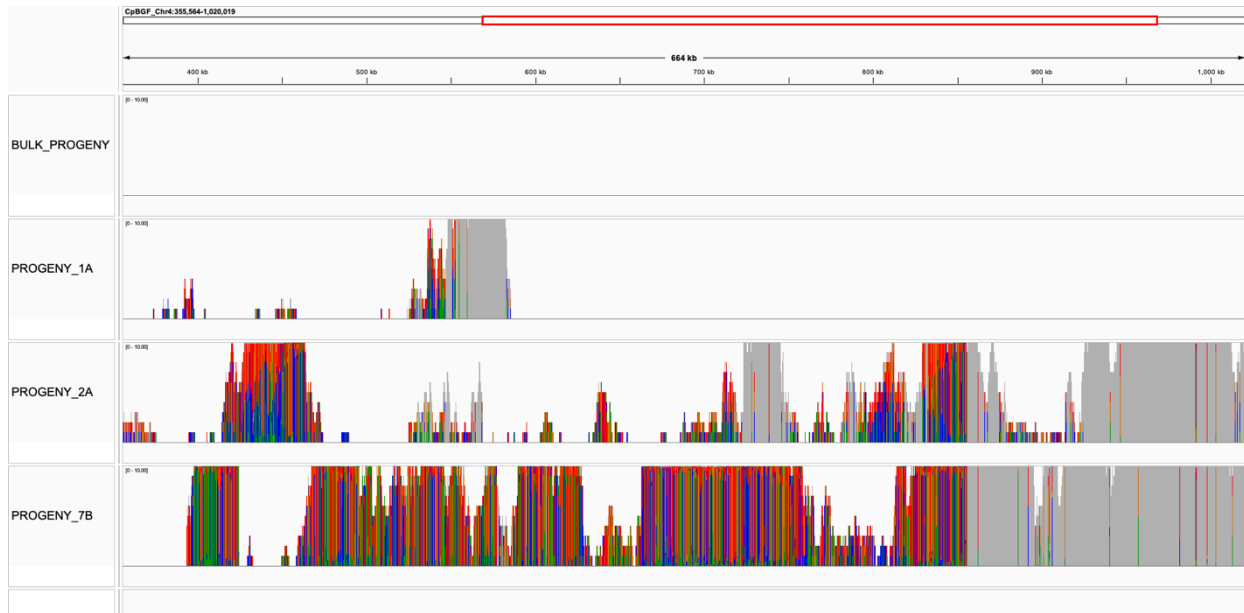 CpBGF_Chr4:355,564-1,020,019
664 kb
400 kb 500 kb 600 kb 700 kb 800 kb 900 kb 1,000 kb
[0 - 10.00]
BULK_PROGENY
[0 - 10.00]
PROGENY_1A
[0 - 10.00]
PROGENY_2A
[0 - 10.00]
PROGENY_7B